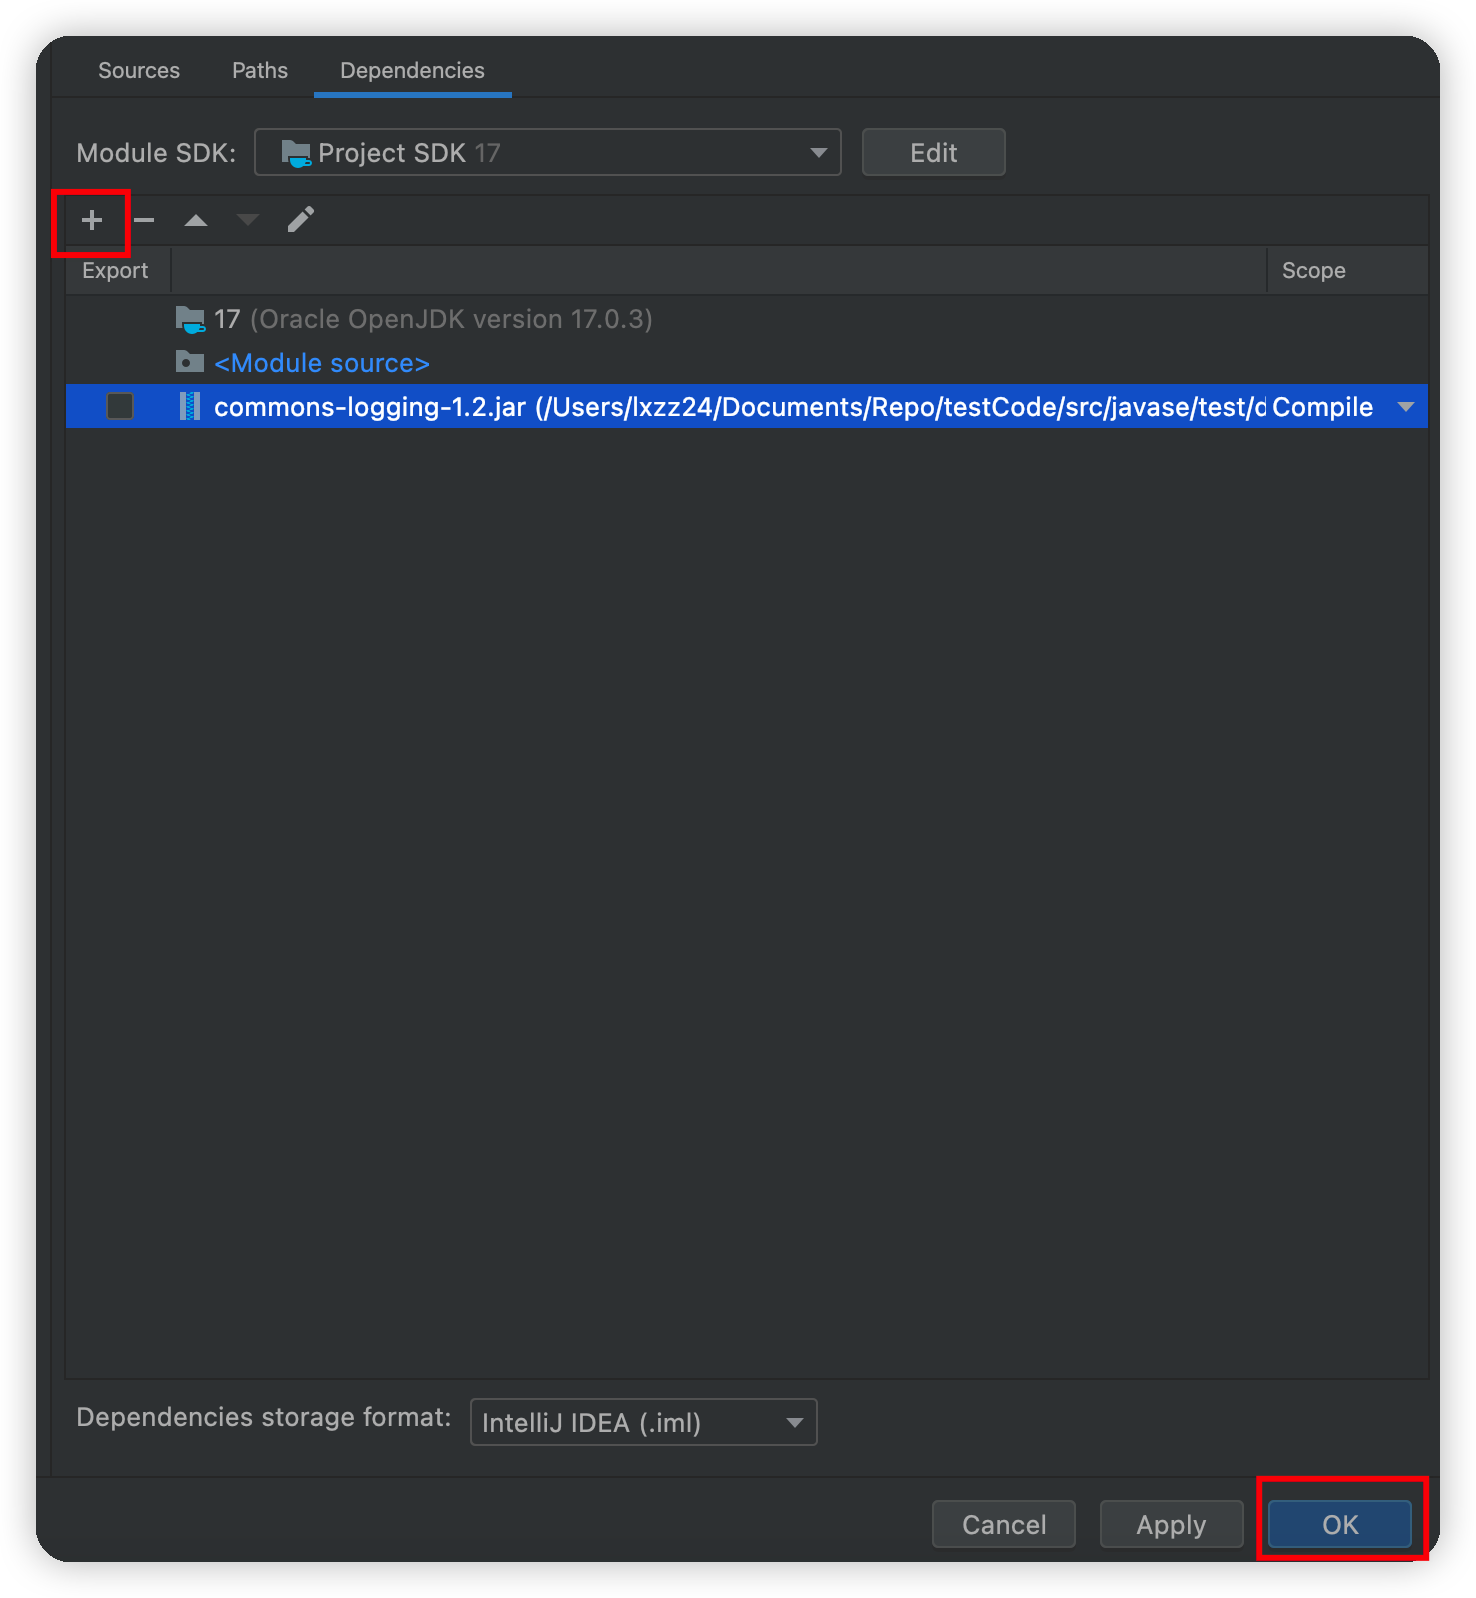 Sources Paths Dependencies
Module SDK: Project SDK 17 Edit
Export Scope
17 (Oracle OpenJDK version 17.0.3)
<Module source>
commons-logging-1.2.jar (/Users/lxzz24/Documents/Repo/testCode/src/javase/test/d Compile
Dependencies storage format: IntelliJ IDEA (.iml)
Cancel Apply OK